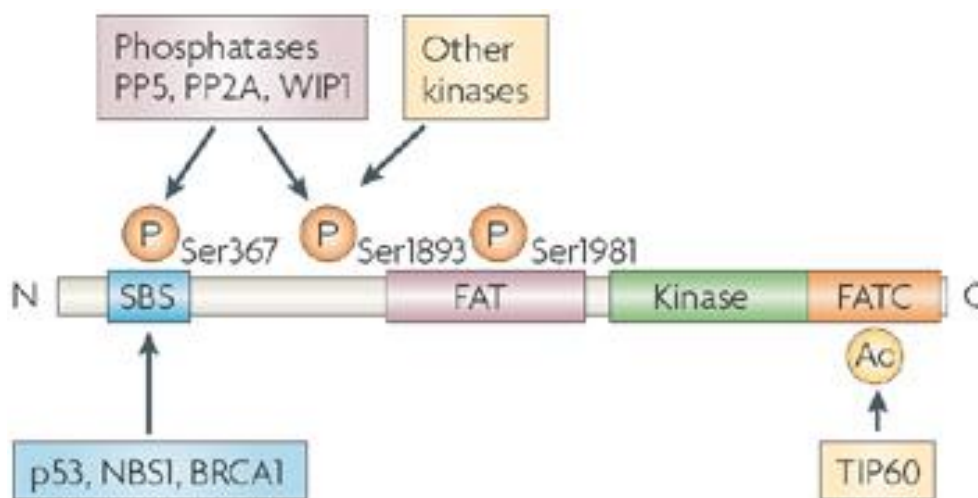 Phosphatases
PP5, PP2A, WIP1
Other
kinases
P
Ser367
P
Ser1893
P
Ser1981
N
SBS
FAT
Kinase
FATC
C
Ac
p53, NBS1, BRCA1
TIP60